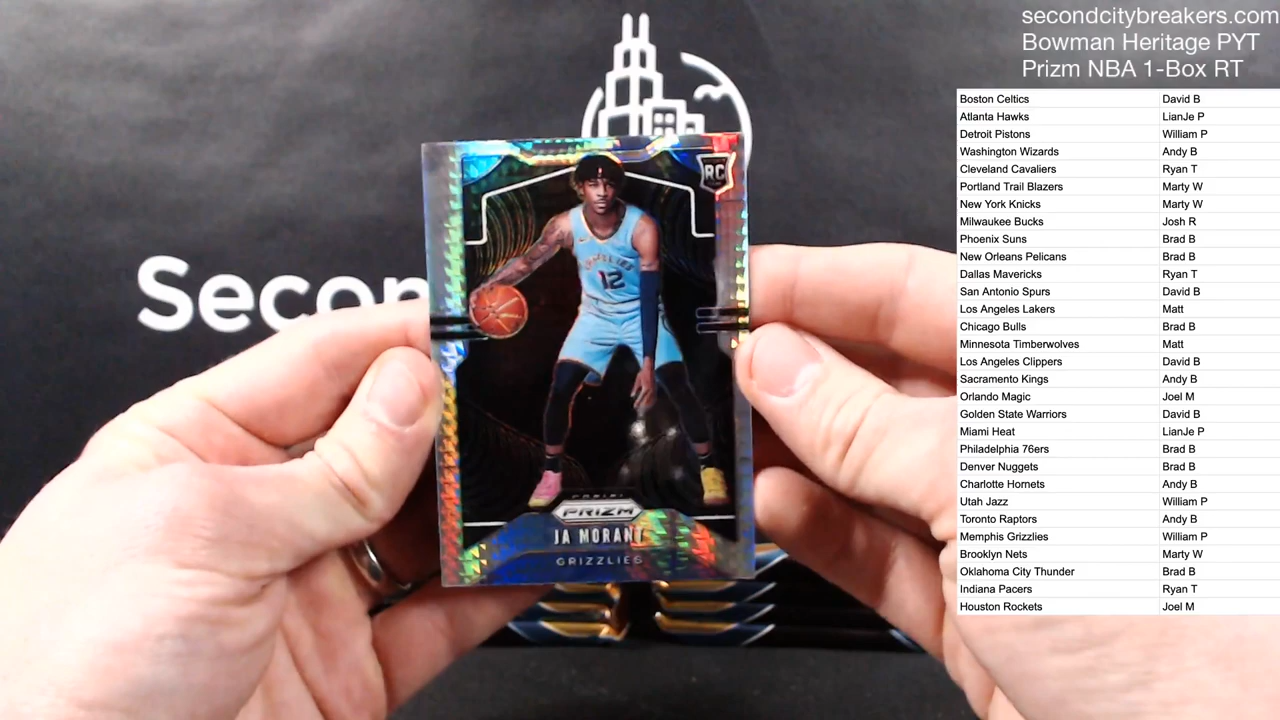 secondcitybreakers.com
Bowman Heritage PYT
Prizm NBA 1-Box RT
Boston Celtics David B
Atlanta Hawks LianJe P
Detroit Pistons William P
Washington Wizards Andy B
Cleveland Cavaliers Ryan T
Portland Trail Blazers Marty W
New York Knicks Marty W
Milwaukee Bucks Josh R
Phoenix Suns Brad B
New Orleans Pelicans Brad B
Dallas Mavericks Ryan T
San Antonio Spurs David B
Los Angeles Lakers Matt
Chicago Bulls Brad B
Minnesota Timberwolves Matt
Los Angeles Clippers David B
Sacramento Kings Andy B
Orlando Magic Joel M
Golden State Warriors David B
Miami Heat LianJe P
Philadelphia 76ers Brad B
Denver Nuggets Brad B
Charlotte Hornets Andy B
Utah Jazz William P
Toronto Raptors Andy B
Memphis Grizzlies William P
Brooklyn Nets Marty W
Oklahoma City Thunder Brad B
Indiana Pacers Ryan T
Houston Rockets Joel M
Secon
RC
GRIZZLIES
12
PANINI
PRIZM
JA MORANT
GRIZZLIES